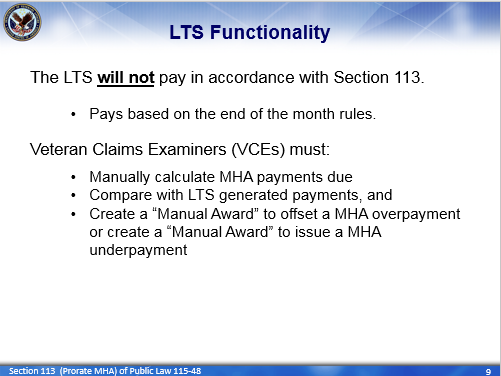 LTS Functionality
The LTS will not pay in accordance with Section 113.
• Pays based on the end of the month rules.
Veteran Claims Examiners (VCEs) must:
• Manually calculate MHA payments due
• Compare with LTS generated payments, and
• Create a “Manual Award” to offset a MHA overpayment
or create a “Manual Award” to issue a MHA
underpayment
Section 113 (Prorate MHA) of Public Law 115-48
9